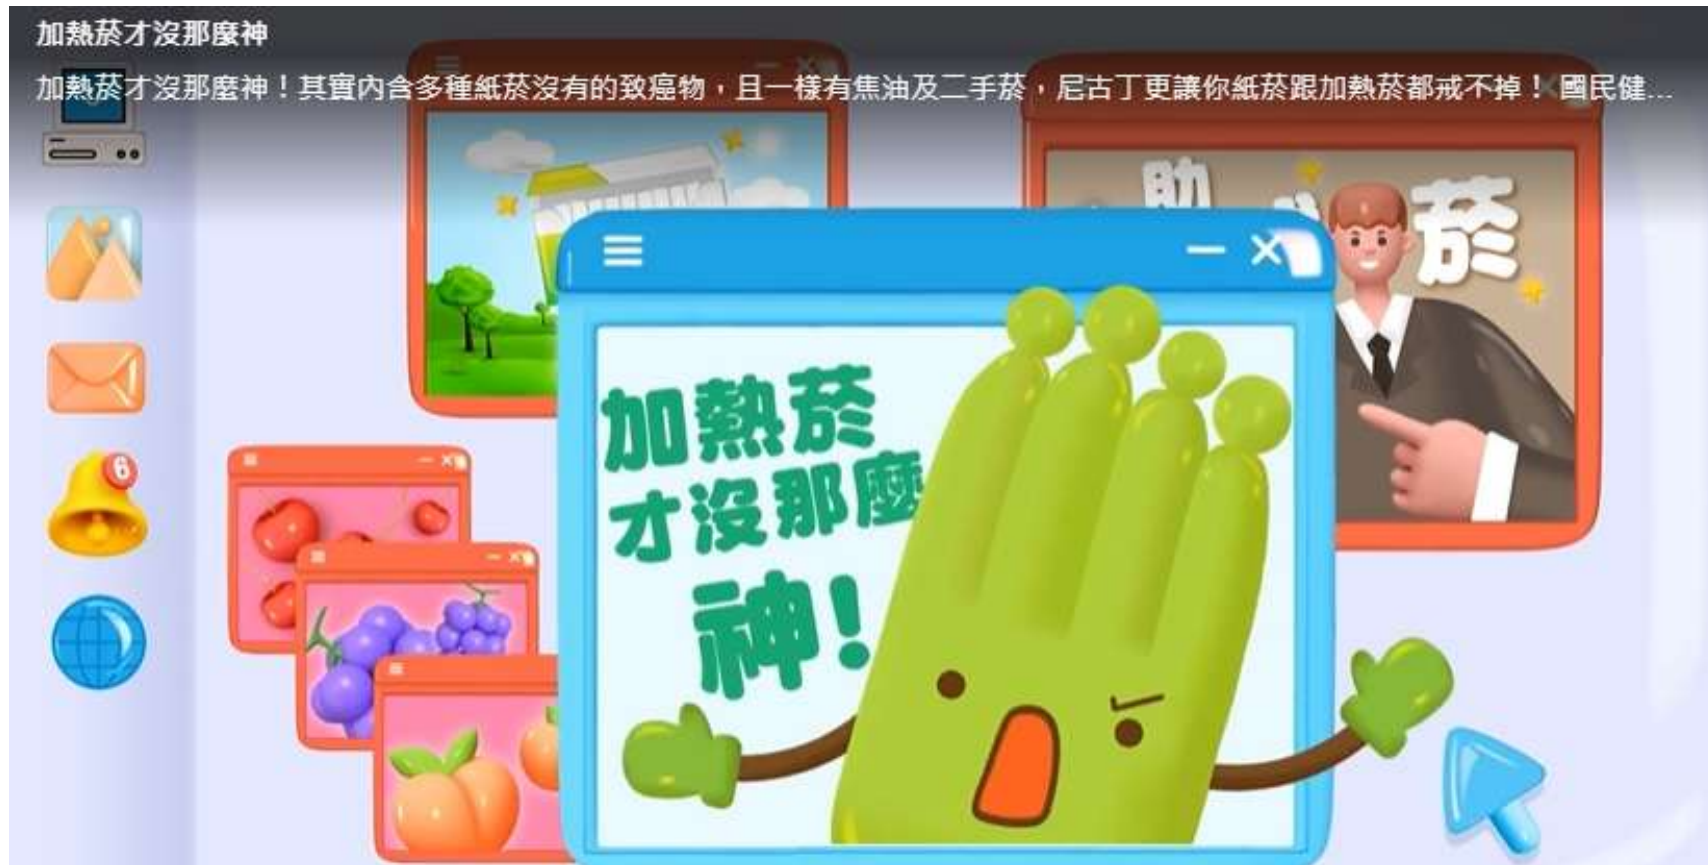 加熱菸才沒那麼神
加熱菸才沒那麼神！其實內含多種紙菸沒有的致癌物，且一樣有焦油及二手菸，尼古丁更讓你紙菸跟加熱菸都戒不掉！ 國民健...
助
菸
加熱菸
才沒那麼
神!
6